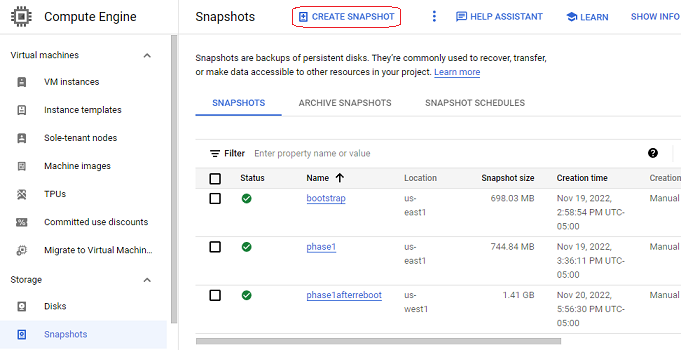 Compute Engine
Virtual machines
VM instances
Instance templates
Sole-tenant nodes
Machine images
TPUs
Committed use discounts
Migrate to Virtual Machin...
Storage
Disks
Snapshots
Snapshots
CREATE SNAPSHOT
HELP ASSISTANT
LEARN
SHOW INFO
Snapshots are backups of persistent disks. They're commonly used to recover, transfer,
or make data accessible to other resources in your project. Learn more
SNAPSHOTS
ARCHIVE SNAPSHOTS
SNAPSHOT SCHEDULES
Filter Enter property name or value
Status Name Location Snapshot size Creation time Creation
bootstrap us- 698.03 MB Nov 19, 2022, Manual
east1 2:58:54 PM UTC-
05:00
phase1 us- 744.84 MB Nov 19, 2022, Manual
east1 3:36:11 PM UTC-
05:00
phase1afterreboot us- 1.41 GB Nov 20, 2022, Manual
west1 5:56:30 PM UTC-
05:00